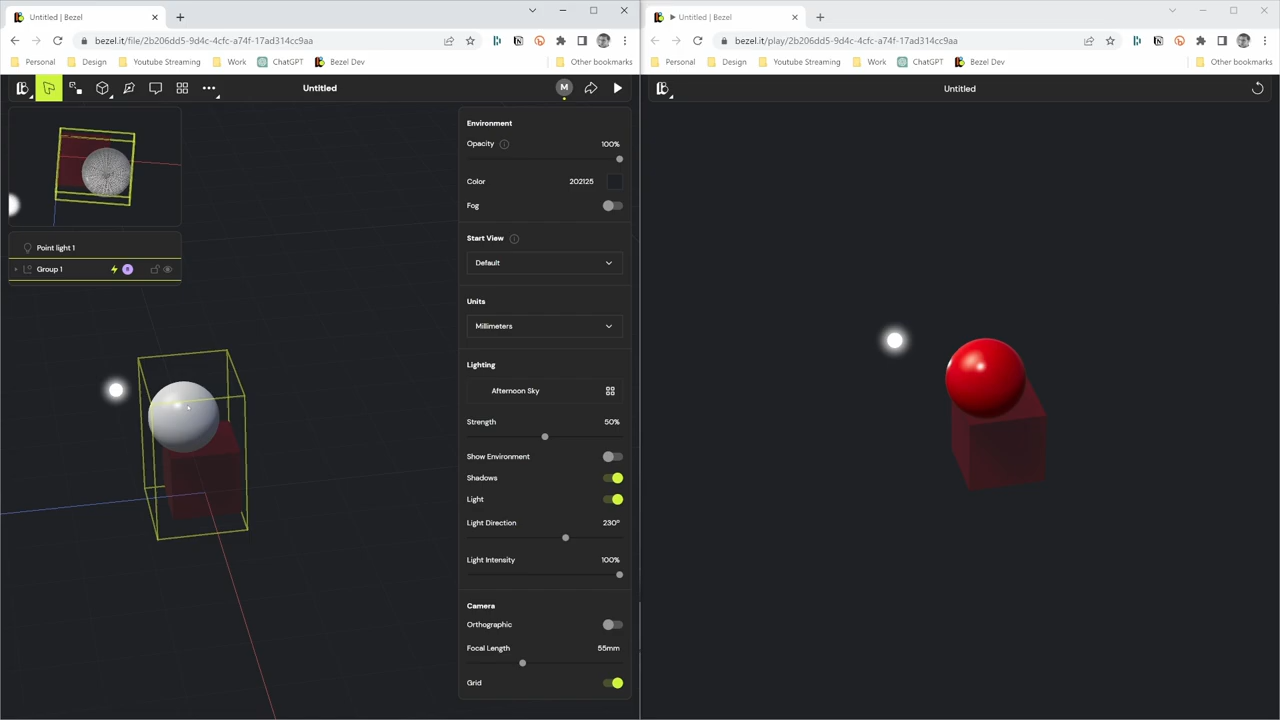 Untitled | Bezel
bezel.it/file/2b206dd5-9d4c-4cfc-a74f-17ad314cc9aa
Personal Design Youtube Streaming Work ChatGPT Bezel Dev Other bookmarks
Untitled
M
Point light 1
Group 1
Environment
Opacity 100%
Color 202125
Fog
Start View
Default
Units
Millimeters
Lighting
Afternoon Sky
Strength 50%
Show Environment
Shadows
Light
Light Direction 230º
Light Intensity 100%
Camera
Orthographic
Focal Length 55mm
Grid
Untitled | Bezel
bezel.it/play/2b206dd5-9d4c-4cfc-a74f-17ad314cc9aa
Personal Design Youtube Streaming Work ChatGPT Bezel Dev Other bookmarks
Untitled